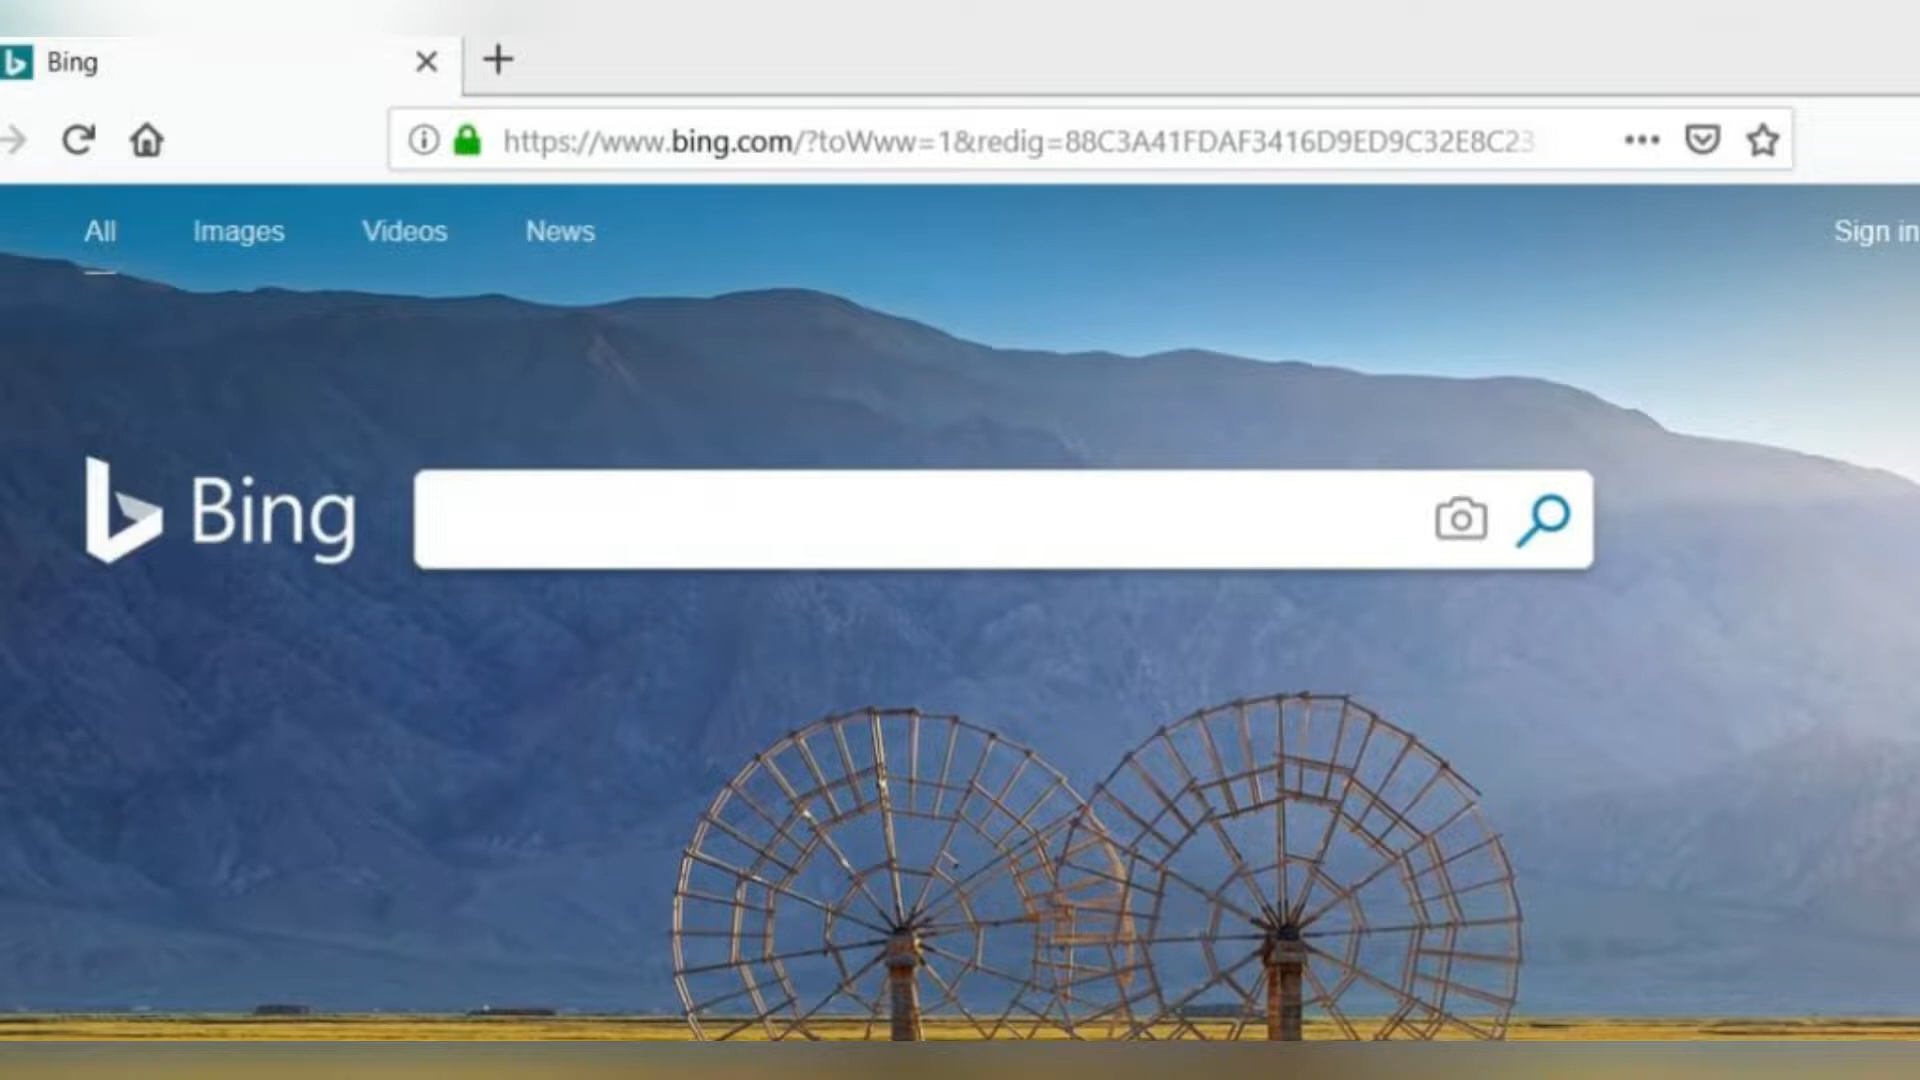 Bing
https://www.bing.com/?toWww=1&redig=88C3A41FDAF3416D9ED9C32E8C23
All Images Videos News Sign in
Bing